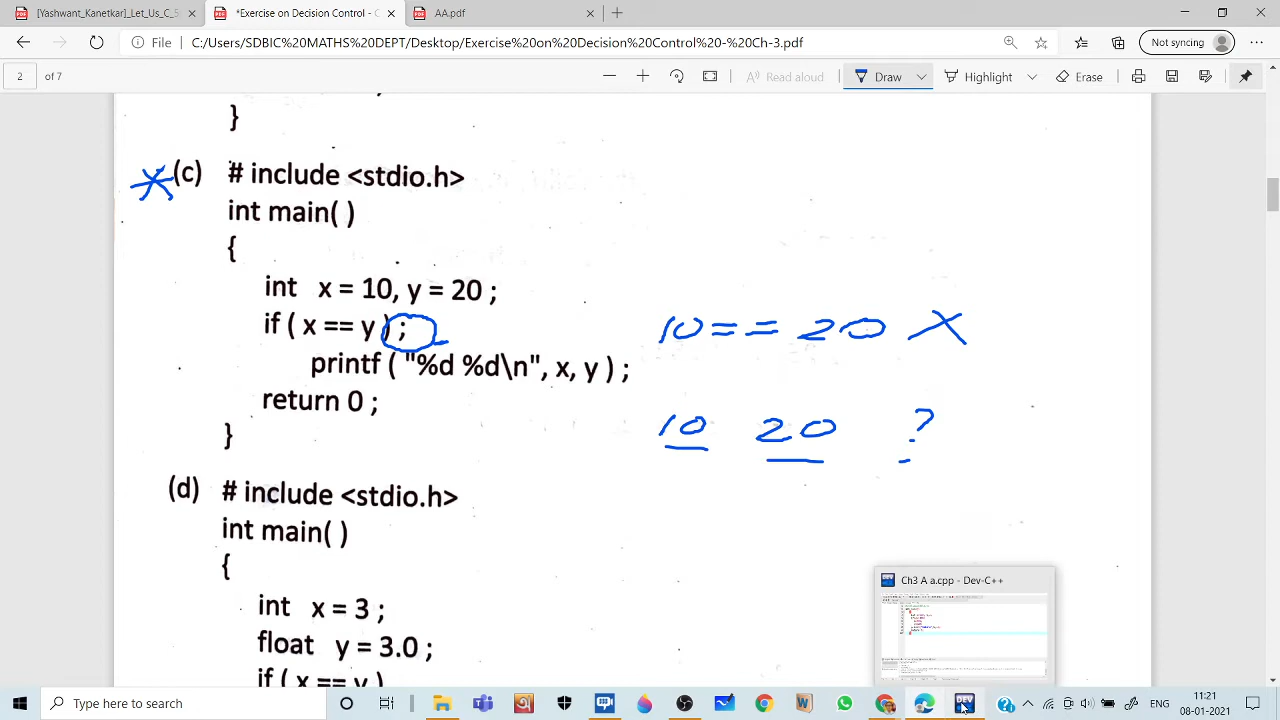 (Yashwant_Kanetker)_Let_Us_C_5
*Exercise on Decision Control - C
AA.pdf
File
C:/Users/SDBIC%20MATHS%20DEPT/Desktop/Exercise%20on%20Decision%20Control%20-%20Ch-3.pdf
Not syncing
2 of 7
Read aloud
Draw
Highlight
Erase
}
(c) # include <stdio.h>
int main( )
{
int x = 10, y = 20 ;
if ( x == y ) ;
10 == 20 X
printf ( "%d %d\n", x, y ) ;
return 0 ;
10 20 ?
}
(d) # include <stdio.h>
int main( )
{
Ch3 A a.cpp - Dev-C++
int x = 3 ;
float y = 3.0 ;
if ( x == y )
Type here to search
ENG
11:21
08-01-2021